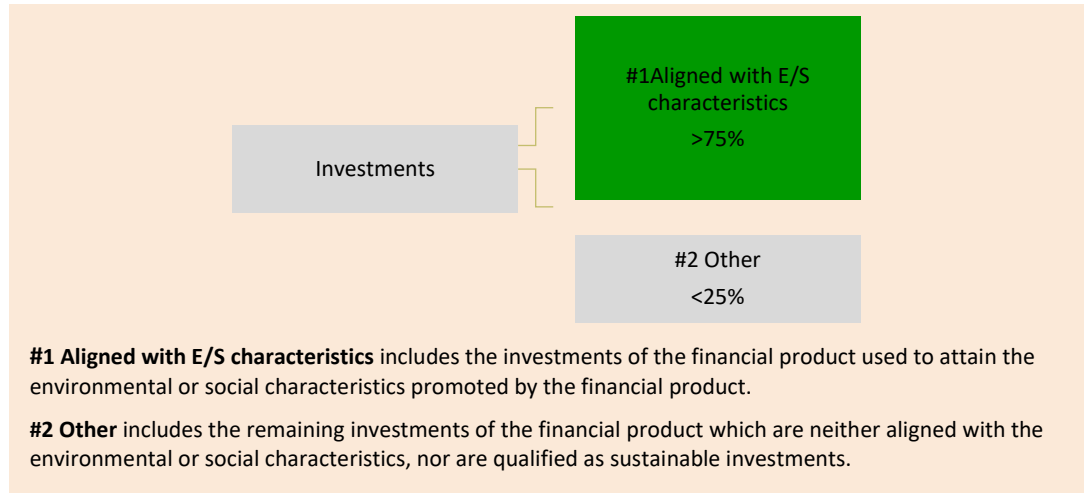 #1Aligned with E/S
characteristics
>75%
Investments
#2 Other
<25%
#1 Aligned with E/S characteristics includes the investments of the financial product used to attain the
environmental or social characteristics promoted by the financial product.
#2 Other includes the remaining investments of the financial product which are neither aligned with the
environmental or social characteristics, nor are qualified as sustainable investments.